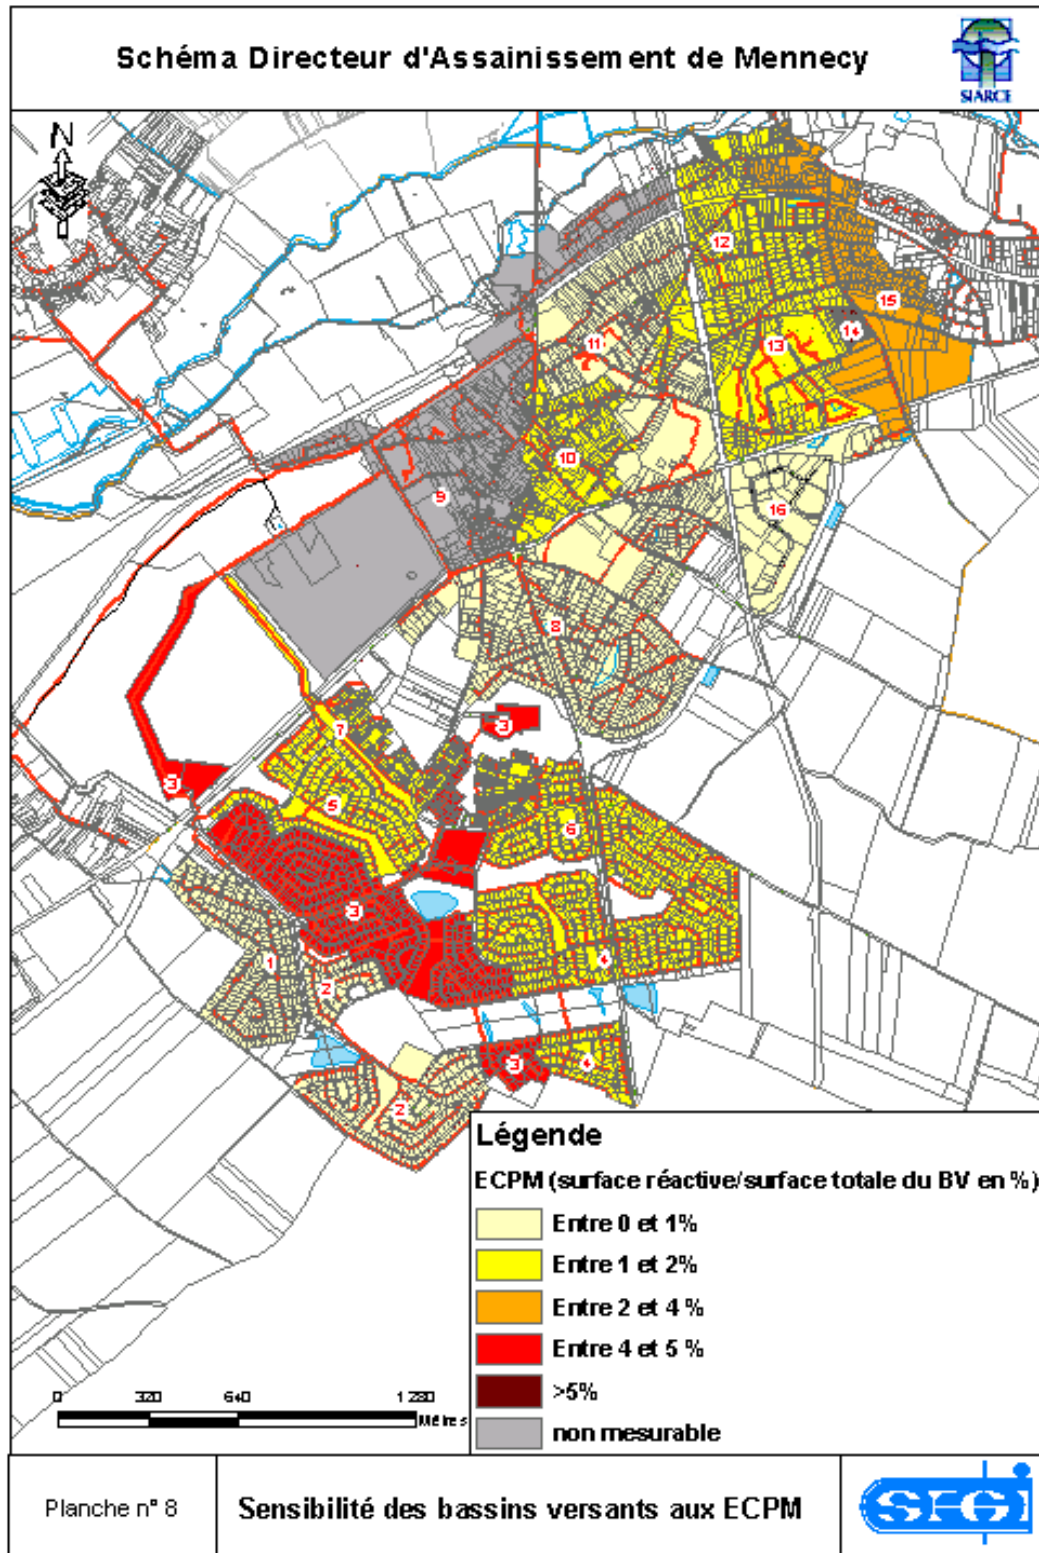 Schéma Directeur d'Assainissement de Mennecy
SIARCE
N
12
15
11
13
14
10
9
16
8
3
7
3
5
6
3
1
2
4
3
4
2
Légende
ECPM (surface réactive/surface totale du BV en %)
Entre 0 et 1%
Entre 1 et 2%
Entre 2 et 4 %
Entre 4 et 5 %
>5%
non mesurable
0 320 640 1 280
Mètres
Planche n° 8
Sensibilité des bassins versants aux ECPM
SFGi